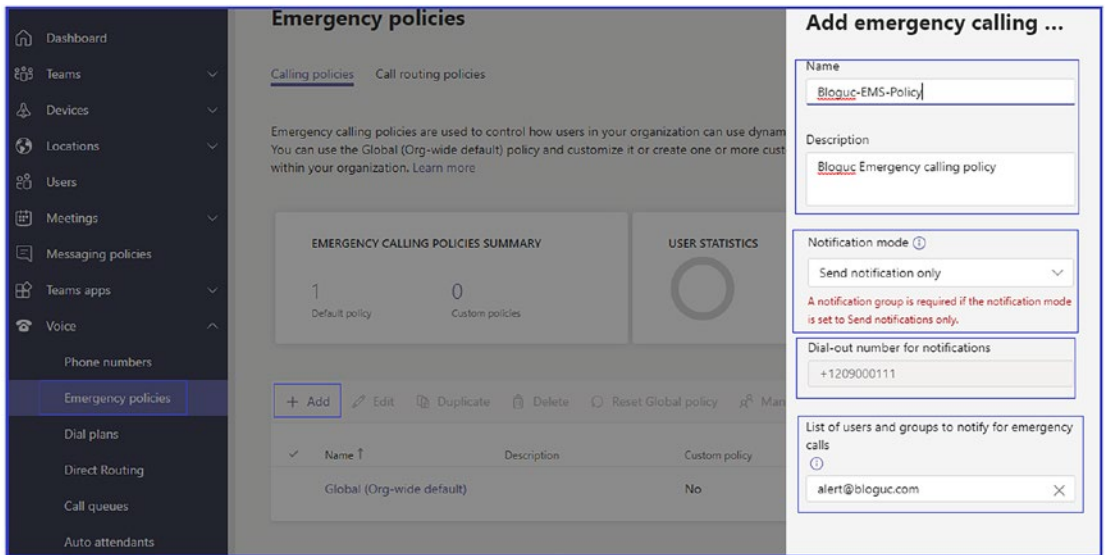 Dashboard
Teams
Devices
Locations
Users
Meetings
Messaging policies
Teams apps
Voice
Phone numbers
Emergency policies
Dial plans
Direct Routing
Call queues
Auto attendants
Emergency policies
Calling policies Call routing policies
Emergency calling policies are used to control how users in your organization can use dynam
You can use the Global (Org-wide default) policy and customize it or create one or more cust
within your organization. Learn more
EMERGENCY CALLING POLICIES SUMMARY
1 0
Default policy Custom policies
USER STATISTICS
+ Add Edit Duplicate Delete Reset Global policy Man
Name ↑ Description Custom policy
Global (Org-wide default) No
Add emergency calling ...
Name
Bloguc-EMS-Policy
Description
Bloguc Emergency calling policy
Notification mode
Send notification only
A notification group is required if the notification mode
is set to Send notifications only.
Dial-out number for notifications
+1209000111
List of users and groups to notify for emergency
calls
alert@bloguc.com